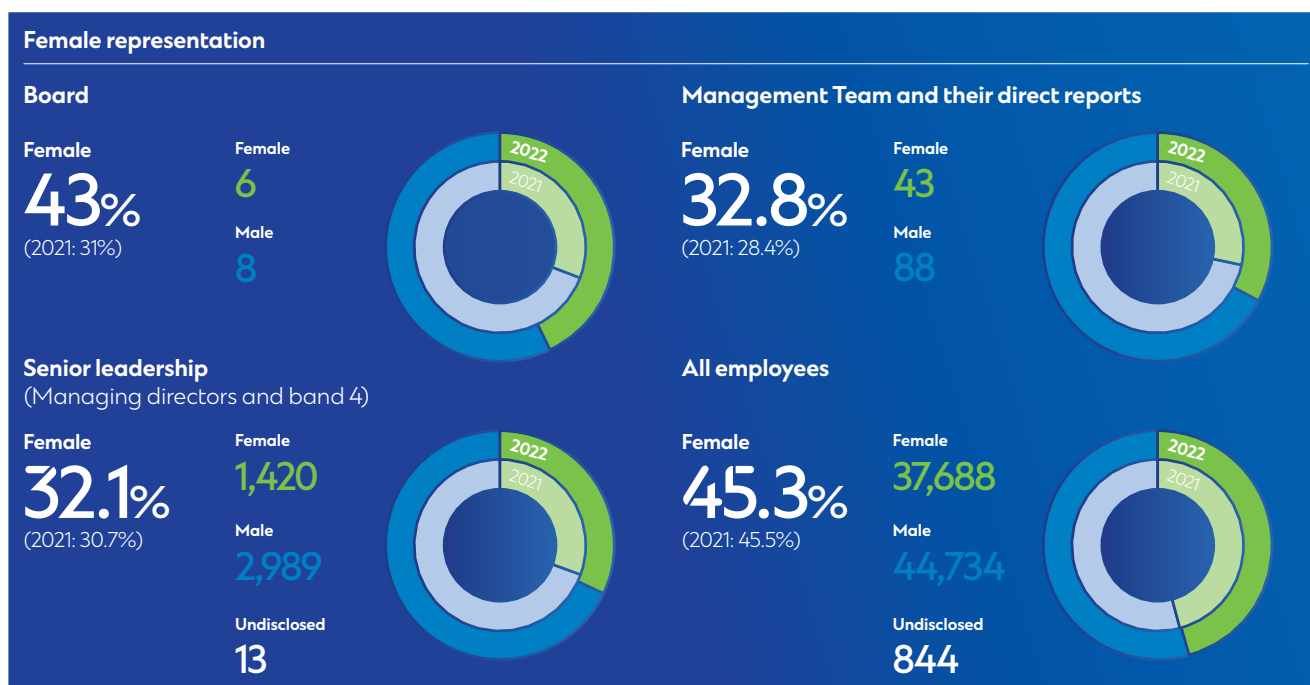 Female representation
Board
Female
43%
(2021: 31%)
Female
6
Male
8
2022
2021
Management Team and their direct reports
Female
32.8%
(2021: 28.4%)
Female
43
Male
88
2022
2021
Senior leadership
(Managing directors and band 4)
Female
32.1%
(2021: 30.7%)
Female
1,420
Male
2,989
Undisclosed
13
2022
2021
All employees
Female
45.3%
(2021: 45.5%)
Female
37,688
Male
44,734
Undisclosed
844
2022
2021